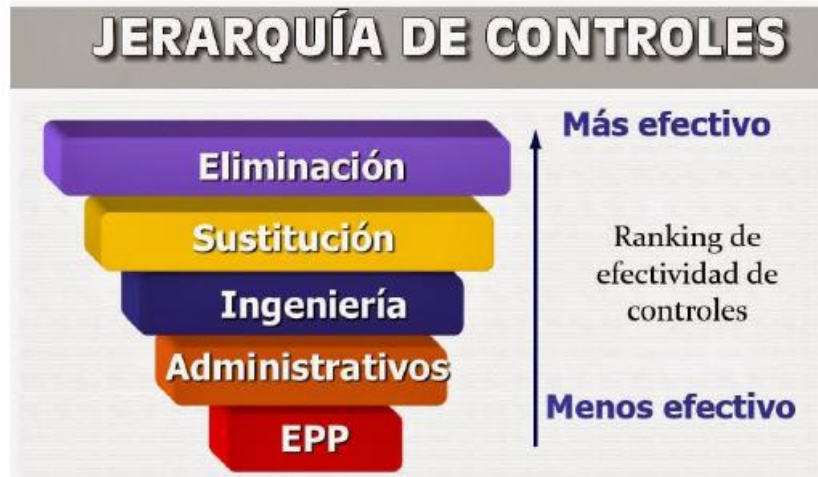 JERARQUÍA DE CONTROLES
Más efectivo
Eliminación
Sustitución
Ranking de
efectividad de
controles
Ingeniería
Administrativos
Menos efectivo
EPP